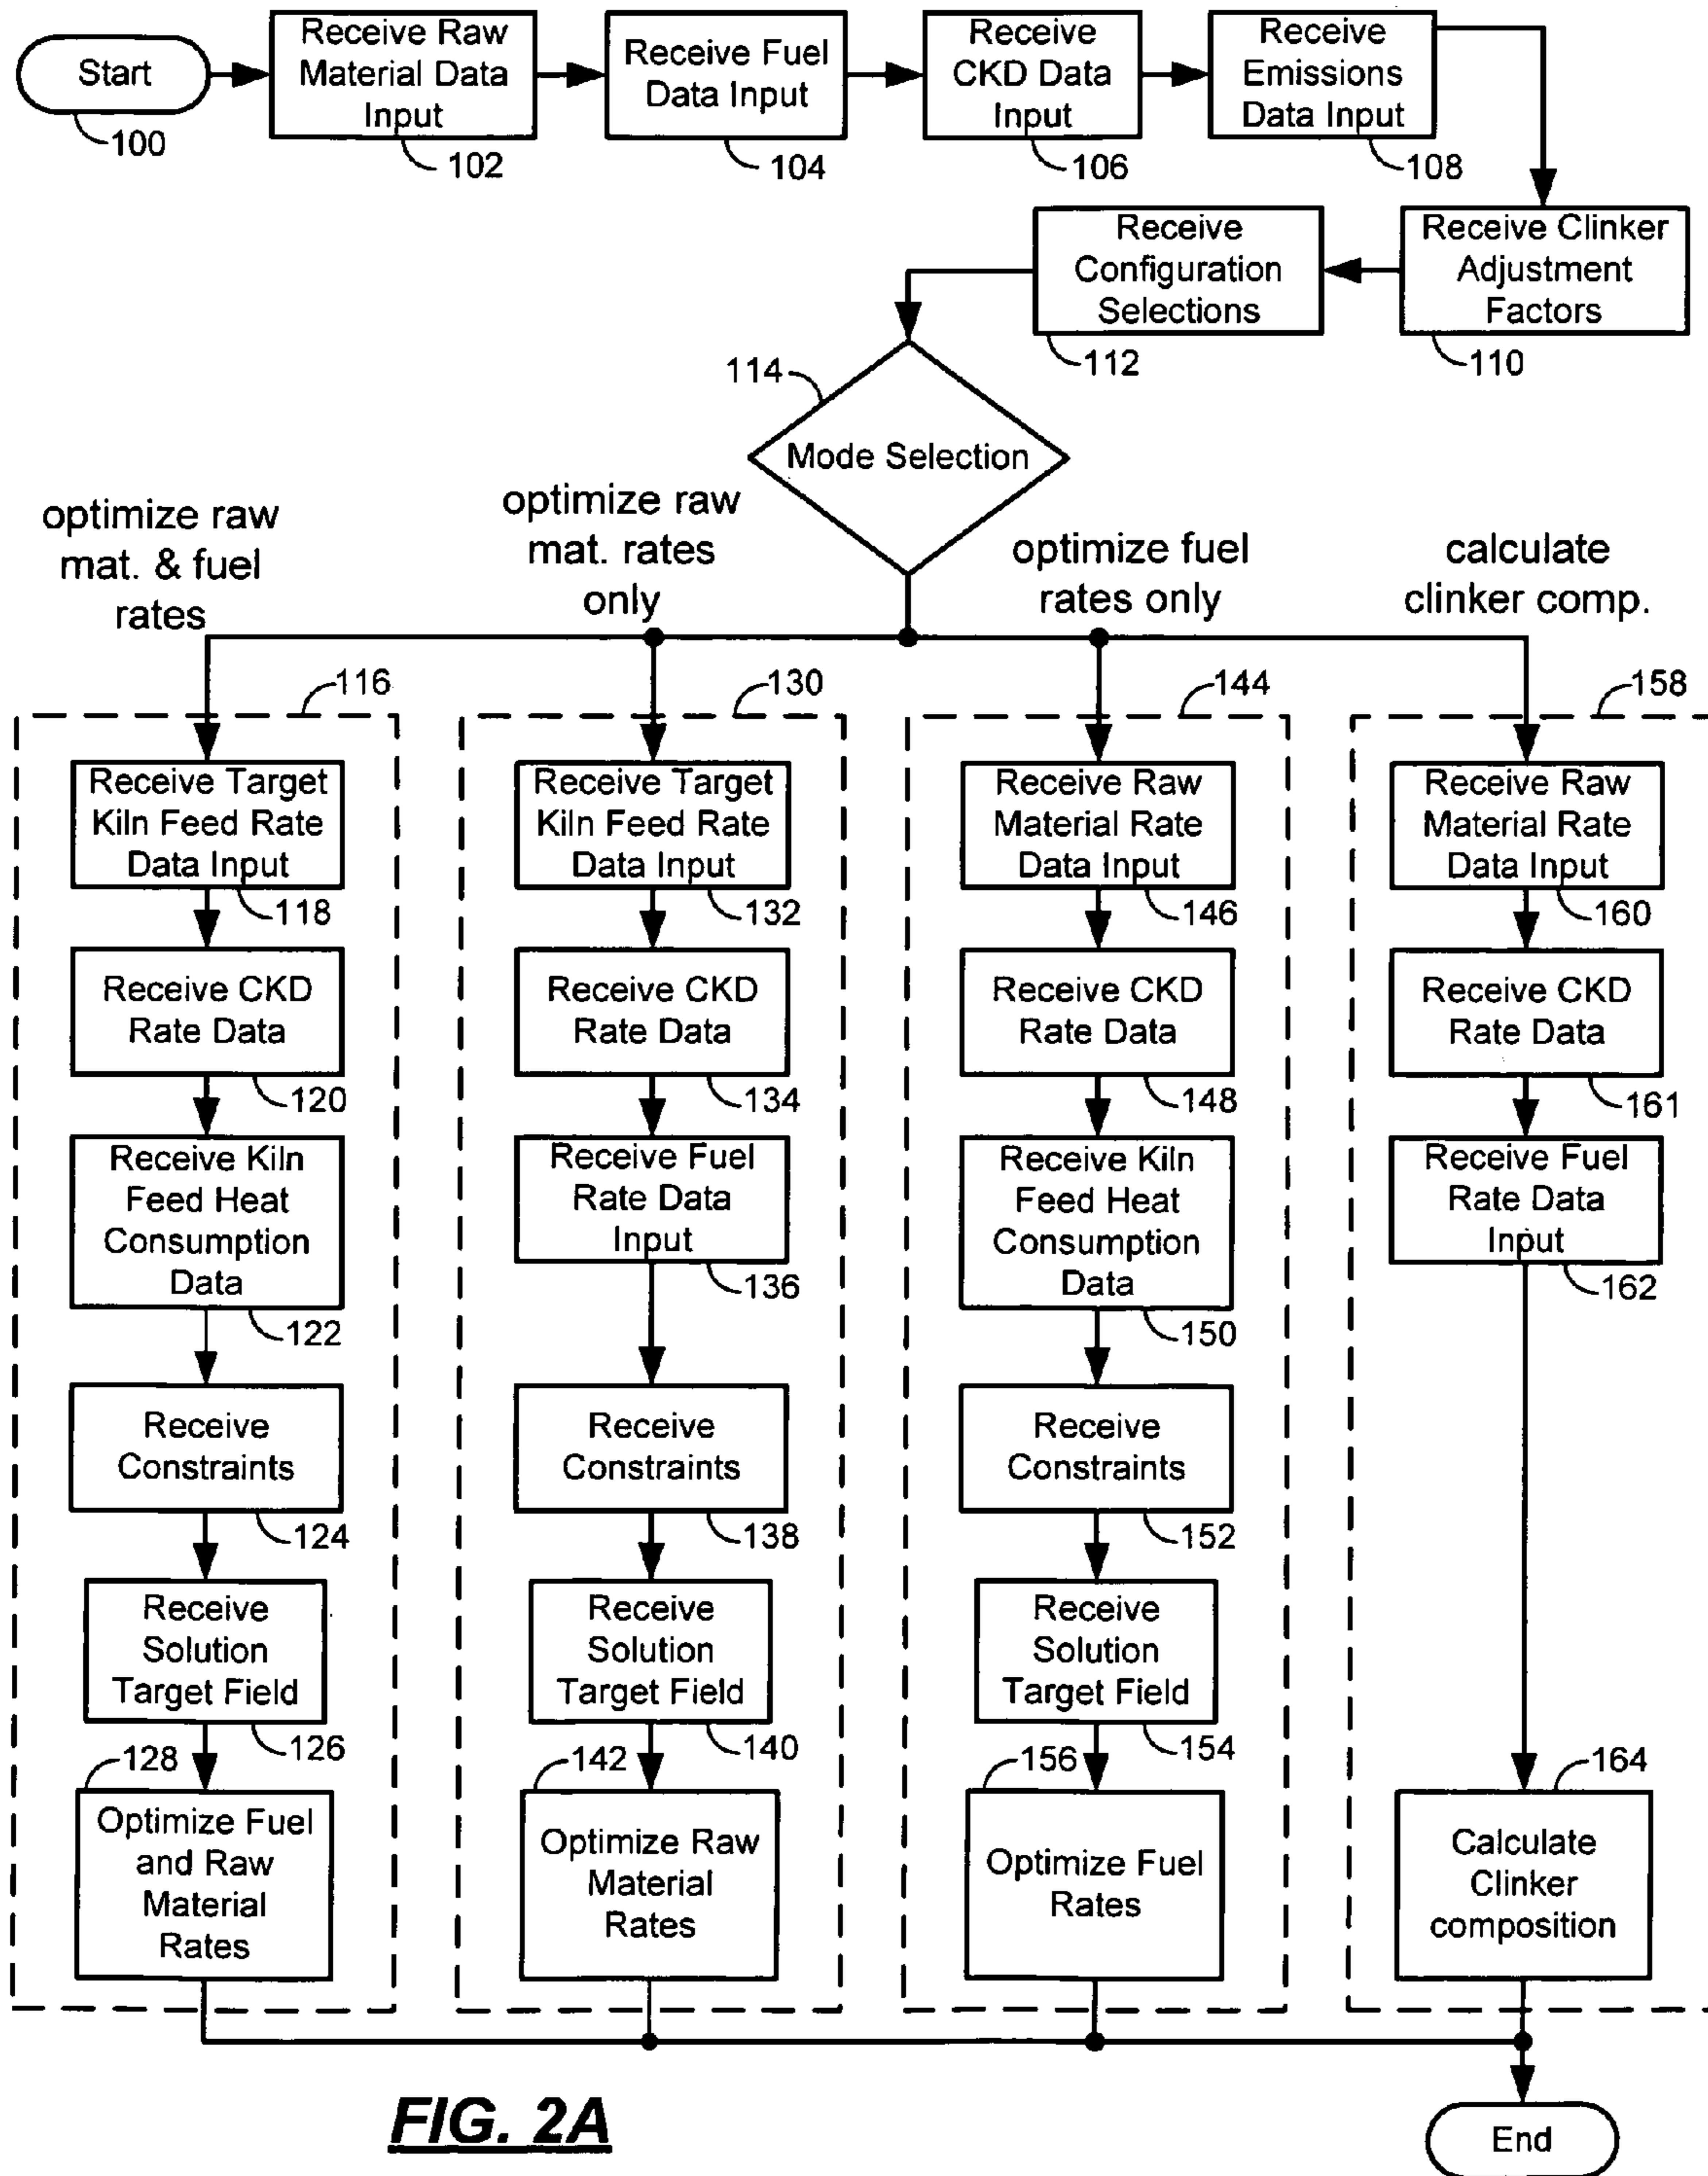 Start
100
Receive Raw
Material Data
Input
102
Receive Fuel
Data Input
104
Receive
CKD Data
Input
106
Receive
Emissions
Data Input
108
Receive Clinker
Adjustment
Factors
110
Receive
Configuration
Selections
112
114
Mode Selection
optimize raw
mat. & fuel
rates
optimize raw
mat. rates
only
optimize fuel
rates only
calculate
clinker comp.
116
Receive Target
Kiln Feed Rate
Data Input
118
Receive CKD
Rate Data
120
Receive Kiln
Feed Heat
Consumption
Data
122
Receive
Constraints
124
Receive
Solution
Target Field
126
128
Optimize Fuel
and Raw
Material
Rates
130
Receive Target
Kiln Feed Rate
Data Input
132
Receive CKD
Rate Data
134
Receive Fuel
Rate Data
Input
136
Receive
Constraints
138
Receive
Solution
Target Field
140
142
Optimize Raw
Material
Rates
144
Receive Raw
Material Rate
Data Input
146
Receive CKD
Rate Data
148
Receive Kiln
Feed Heat
Consumption
Data
150
Receive
Constraints
152
Receive
Solution
Target Field
154
156
Optimize Fuel
Rates
158
Receive Raw
Material Rate
Data Input
160
Receive CKD
Rate Data
161
Receive Fuel
Rate Data
Input
162
164
Calculate
Clinker
composition
End
FIG. 2A